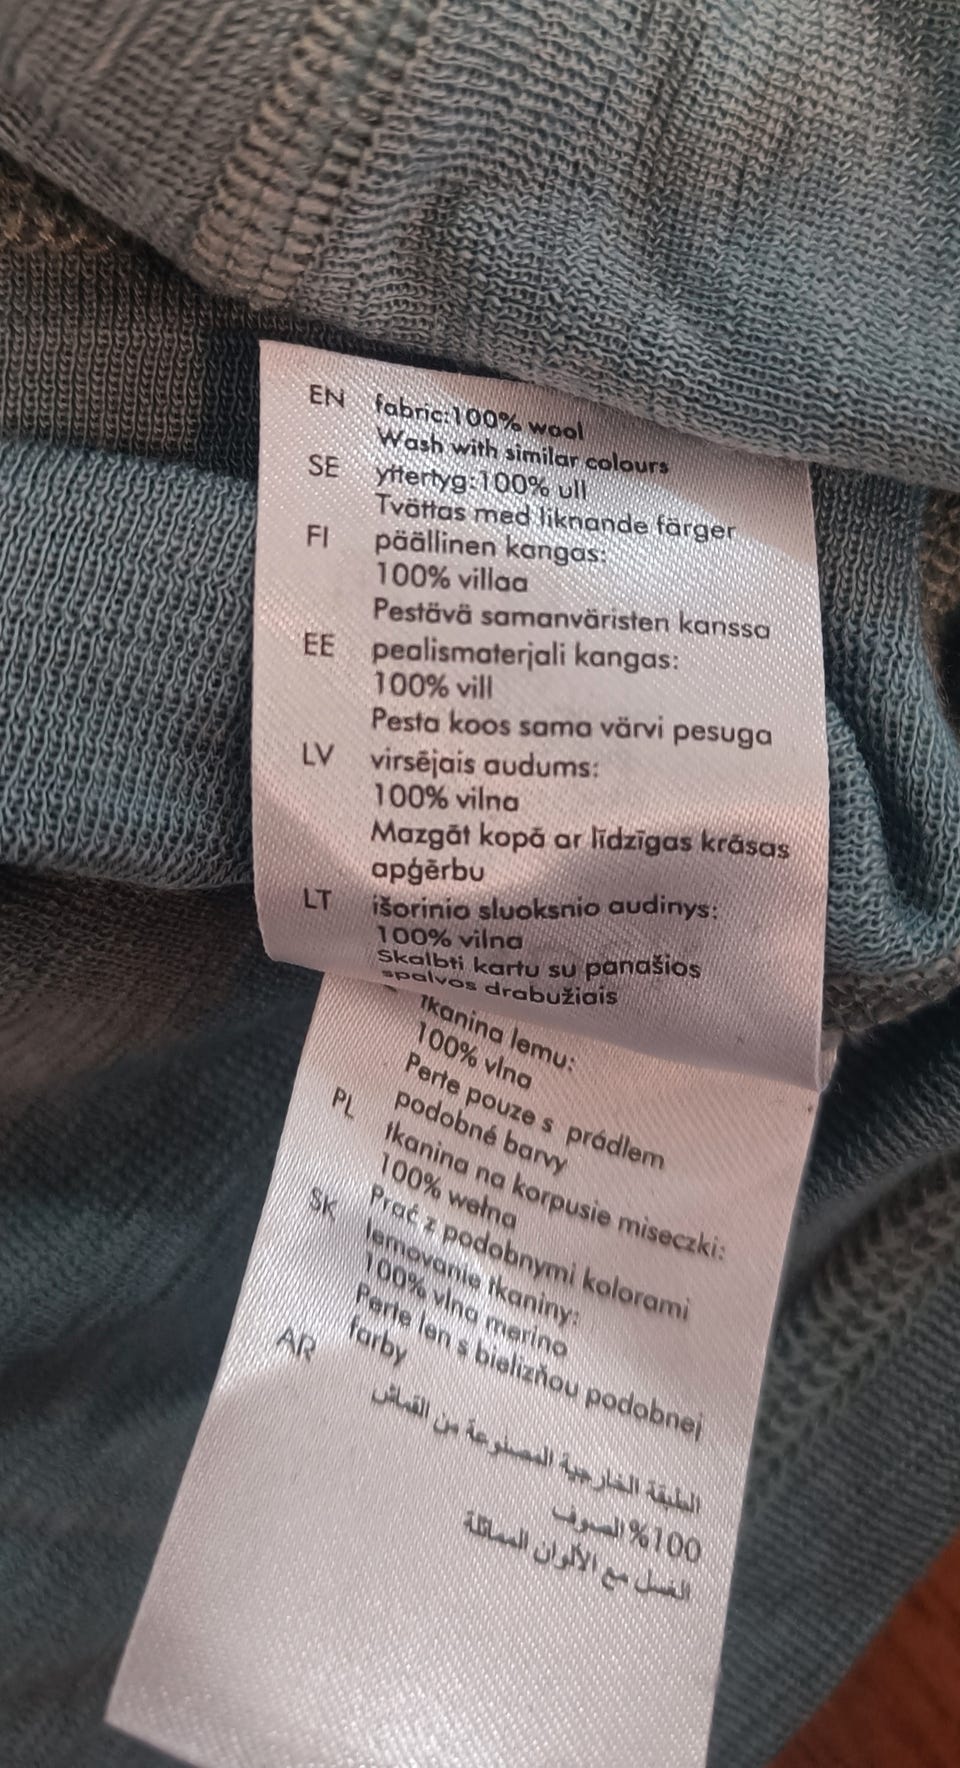 EN fabric:100% wool
Wash with similar colours
SE yttertyg:100% ull
Tvättas med liknande färger
FI päällinen kangas:
100% villaa
Pestävä samanväristen kanssa
EE pealismaterjali kangas:
100% vill
Pesta koos sama värvi pesuga
LV virsējais audums:
100% vilna
Mazgāt kopā ar līdzīgas krāsas
apģērbu
LT išorinio sluoksnio audinys:
100% vilna
Skalbti kartu su panašios
spalvos drabužiais
Tkanina lemu:
100% vlna
Perte pouze s prádlem
podobné barvy
PL tkanina na korpusie miseczki:
100% wełna
Prać z podobnymi kolorami
SK lemovanie tkaniny:
100% vlna merino
Perte len s bielizňou podobnej
farby
AR الطبقة الخارجية المصنوعة من القماش
100% الصوف
الغسل مع الألوان المماثلة